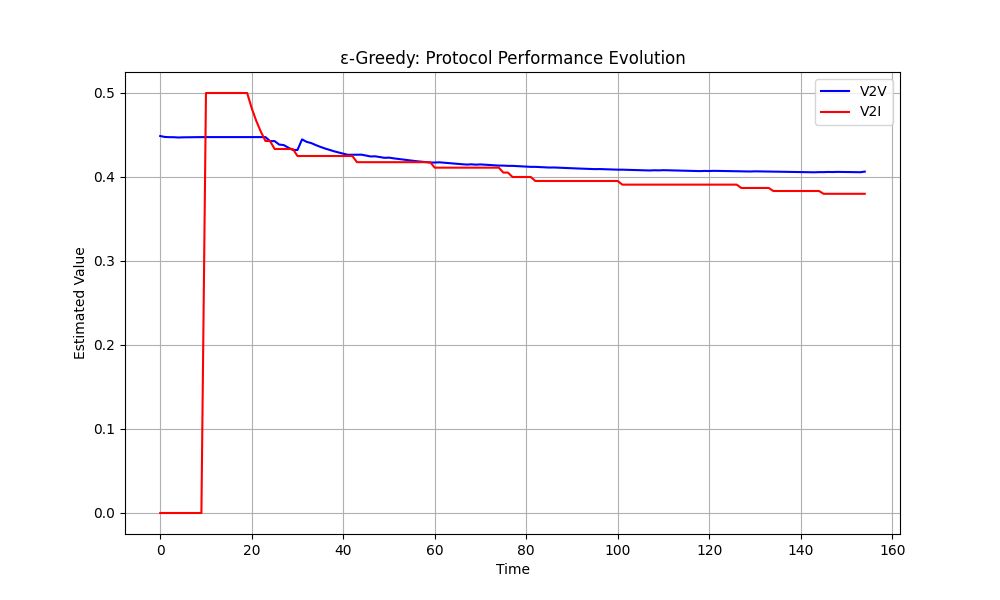 ε-Greedy: Protocol Performance Evolution
V2V
V2I
Estimated Value
0.5
0.4
0.3
0.2
0.1
0.0
0 20 40 60 80 100 120 140 160
Time